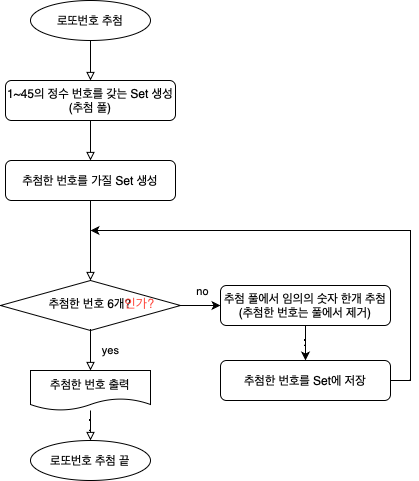 로또번호 추첨
1~45의 정수 번호를 갖는 Set 생성
(추첨 풀)
추첨한 번호를 가질 Set 생성
추첨한 번호 6개?인가?
no
추첨 풀에서 임의의 숫자 한개 추첨
(추첨한 번호는 풀에서 제거)
yes
추첨한 번호를 Set에 저장
추첨한 번호 출력
로또번호 추첨 끝